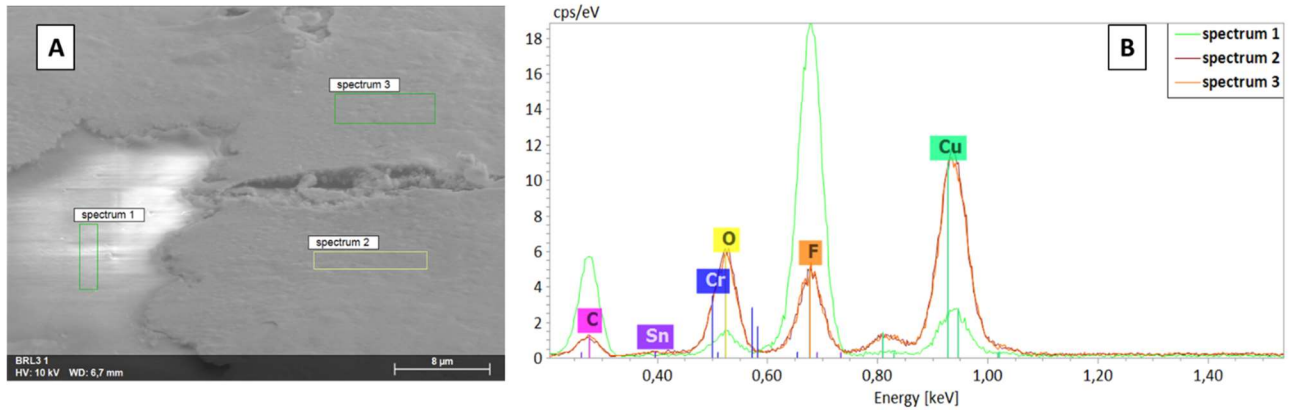 A
spectrum 3
spectrum 1
spectrum 2
BRL3 1
HV: 10 kV WD: 6,7 mm
8 µm
cps/eV
B
spectrum 1
spectrum 2
spectrum 3
18
16
14
12
10
8
6
4
2
0
C
Sn
Cr
O
F
Cu
0,40
0,60
0,80
1,00
1,20
1,40
Energy [keV]